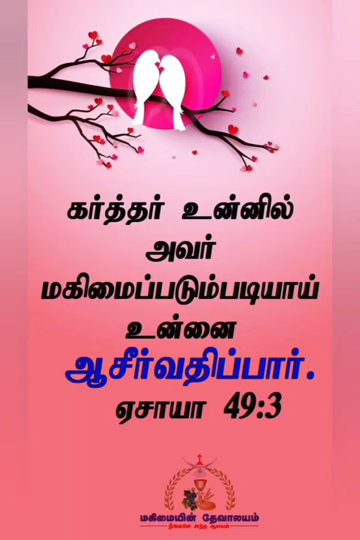 கர்த்தர் உன்னில்
அவர்
மகிமைப்படும்படியாய்
உன்னை
ஆசீர்வதிப்பார்.
ஏசாயா 49:3
மகிமையின் தேவாலயம்